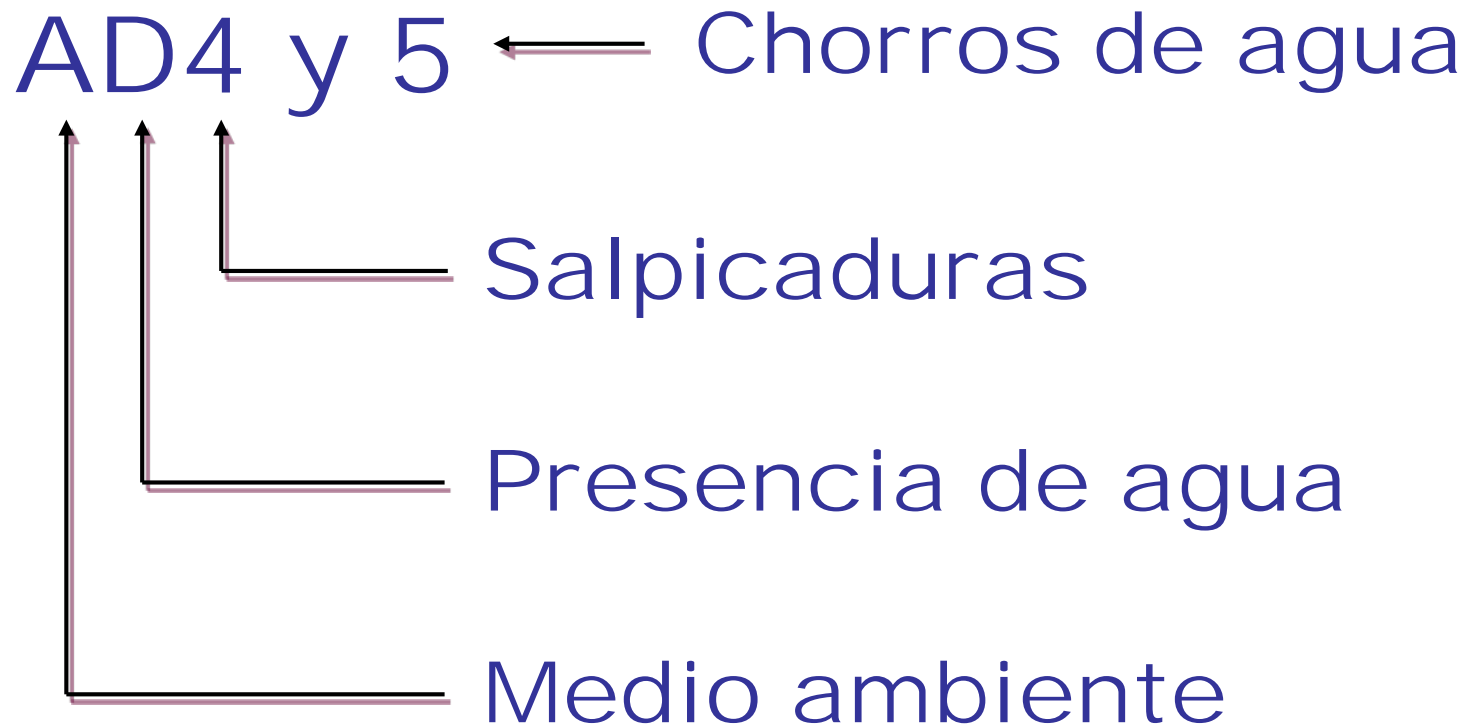 AD4 y 5 Chorros de agua
Salpicaduras
Presencia de agua
Medio ambiente